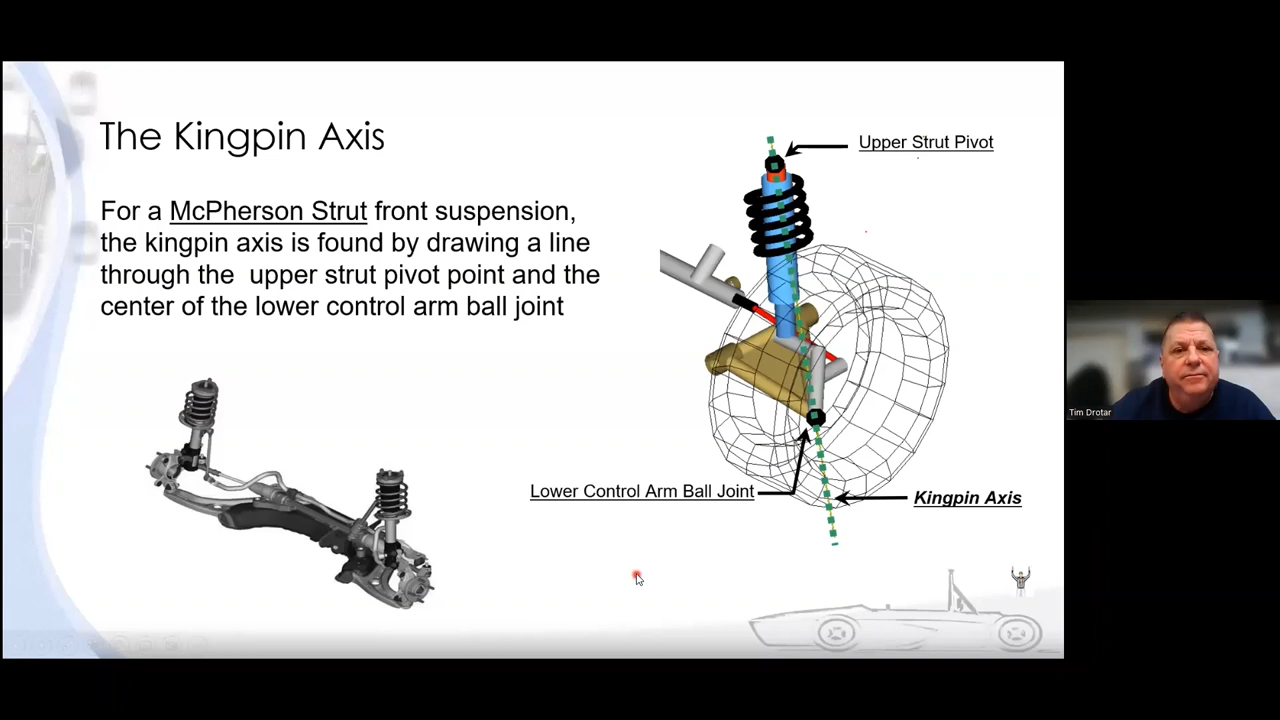 The Kingpin Axis
Upper Strut Pivot
For a McPherson Strut front suspension,
the kingpin axis is found by drawing a line
through the upper strut pivot point and the
center of the lower control arm ball joint
Lower Control Arm Ball Joint
Kingpin Axis
Tim Drotar